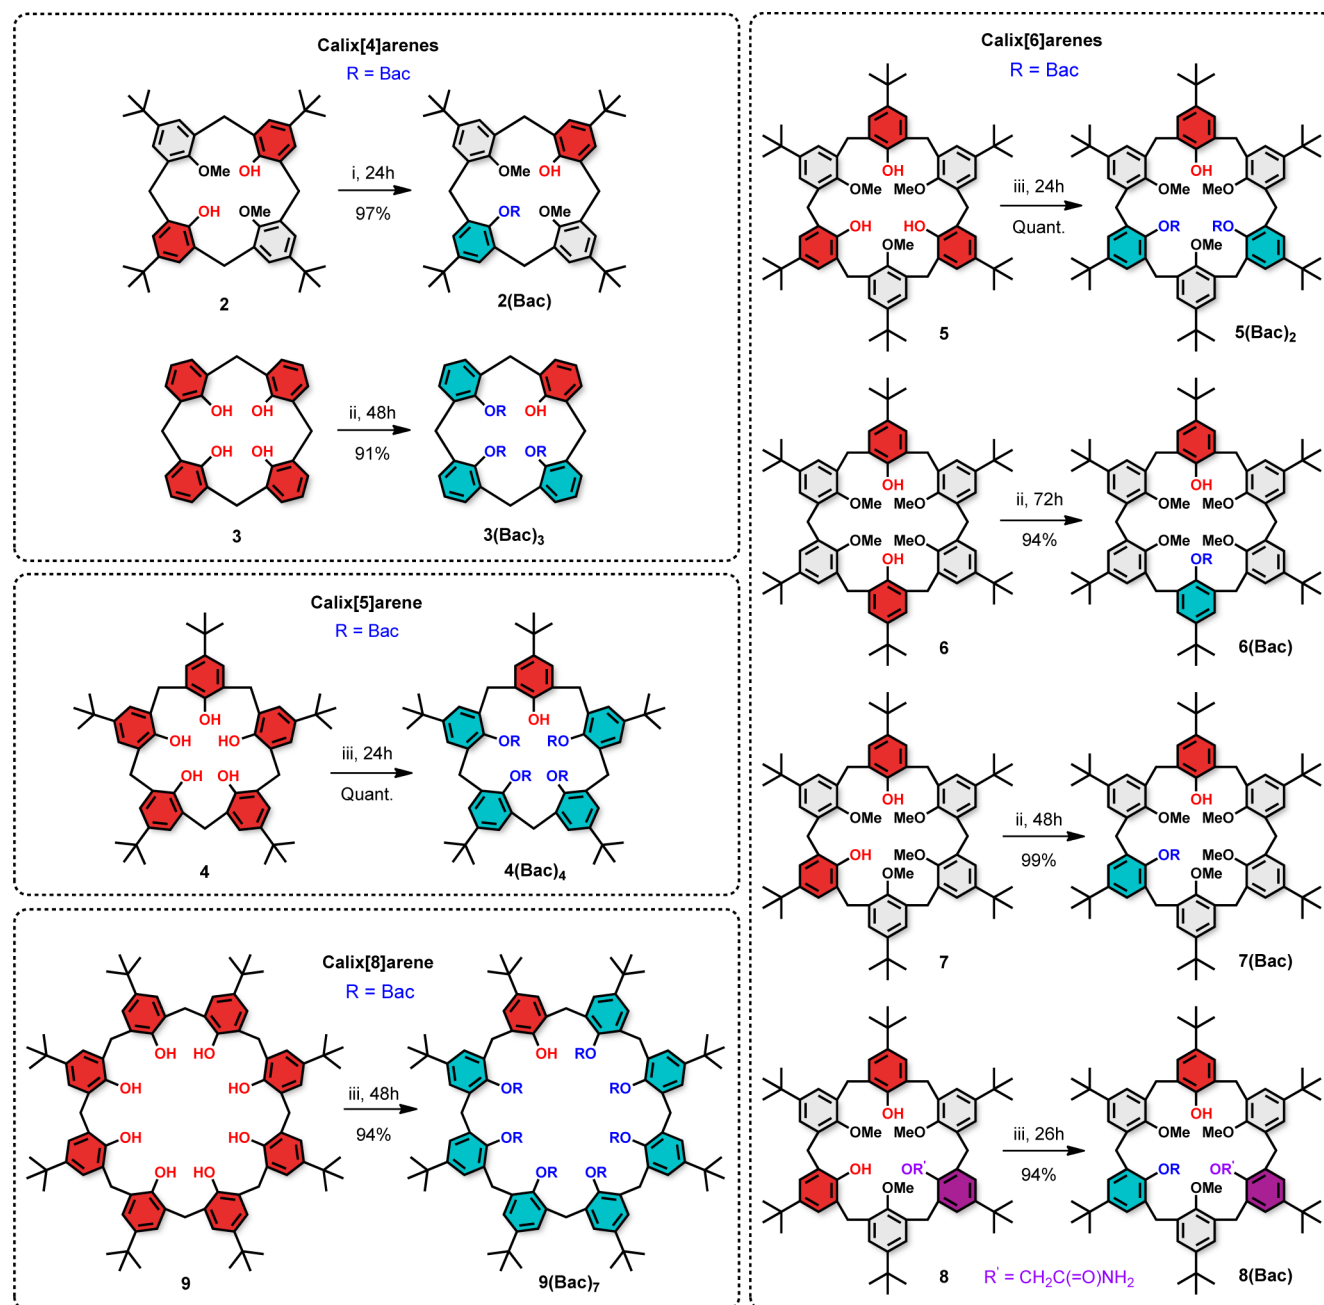 Calix[4]arenes
R = Bac
OMe
OH
OH
OMe
2
i, 24h
97%
OMe
OH
OR
OMe
2(Bac)
OH
OH
OH
OH
3
ii, 48h
91%
OR
OH
OR
OR
3(Bac)₃
Calix[5]arene
R = Bac
OH
OH
HO
OH
OH
4
iii, 24h
Quant.
OH
OR
RO
OR
OR
4(Bac)₄
Calix[8]arene
R = Bac
OH
HO
OH
OH
OH
OH
OH
OH
9
iii, 48h
94%
OH
RO
OR
RO
OR
RO
OR
OR
9(Bac)₇
Calix[6]arenes
R = Bac
OH
OMe
MeO
OH
HO
OMe
5
iii, 24h
Quant.
OH
OMe
MeO
OR
RO
OMe
5(Bac)₂
OH
OMe
MeO
OMe
MeO
OH
6
ii, 72h
94%
OH
OMe
MeO
OMe
MeO
OR
6(Bac)
OH
OMe
MeO
OH
MeO
OMe
7
ii, 48h
99%
OH
OMe
MeO
OR
MeO
OMe
7(Bac)
OH
OMe
MeO
OH
OR'
OMe
8
iii, 26h
94%
OH
OMe
MeO
OR
OR'
OMe
8(Bac)
R' = CH₂C(=O)NH₂